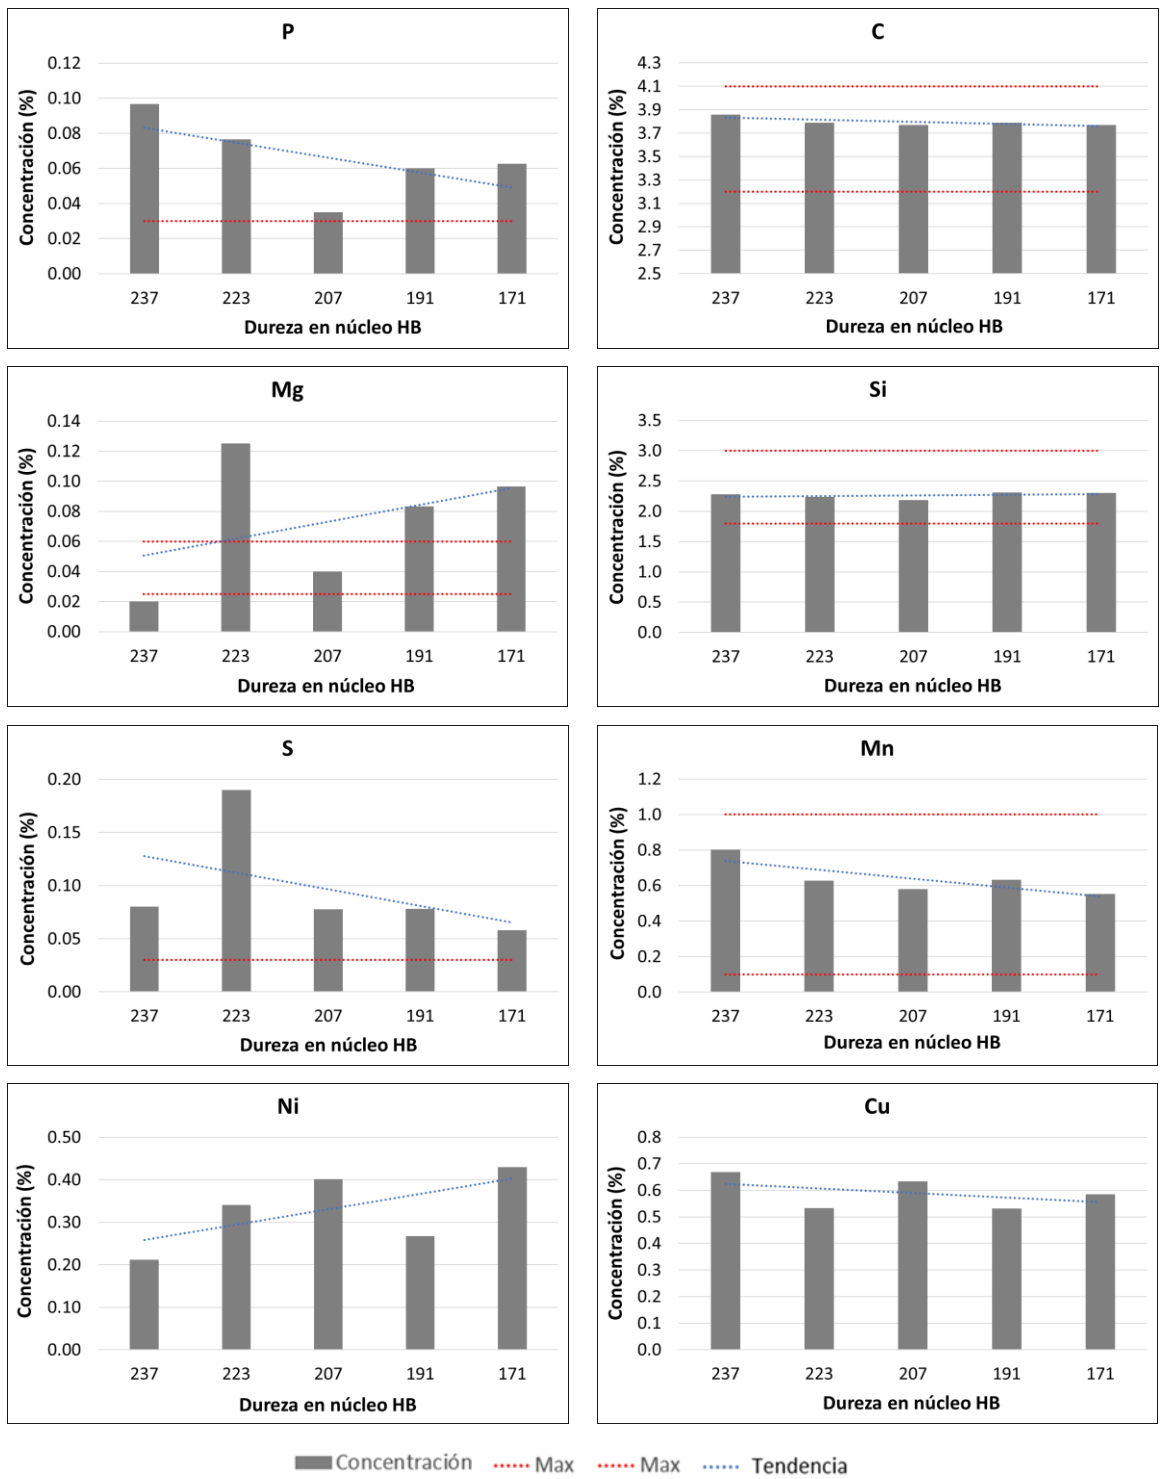 P
Concentración (%)
0.12
0.10
0.08
0.06
0.04
0.02
0.00
237 223 207 191 171
Dureza en núcleo HB
C
Concentración (%)
4.3
4.1
3.9
3.7
3.5
3.3
3.1
2.9
2.7
2.5
237 223 207 191 171
Dureza en núcleo HB
Mg
Concentración (%)
0.14
0.12
0.10
0.08
0.06
0.04
0.02
0.00
237 223 207 191 171
Dureza en núcleo HB
Si
Concentración (%)
3.5
3.0
2.5
2.0
1.5
1.0
0.5
0.0
237 223 207 191 171
Dureza en núcleo HB
S
Concentración (%)
0.20
0.15
0.10
0.05
0.00
237 223 207 191 171
Dureza en núcleo HB
Mn
Concentración (%)
1.2
1.0
0.8
0.6
0.4
0.2
0.0
237 223 207 191 171
Dureza en núcleo HB
Ni
Concentración (%)
0.50
0.40
0.30
0.20
0.10
0.00
237 223 207 191 171
Dureza en núcleo HB
Cu
Concentración (%)
0.8
0.7
0.6
0.5
0.4
0.3
0.2
0.1
0.0
237 223 207 191 171
Dureza en núcleo HB
Concentración Max Max Tendencia